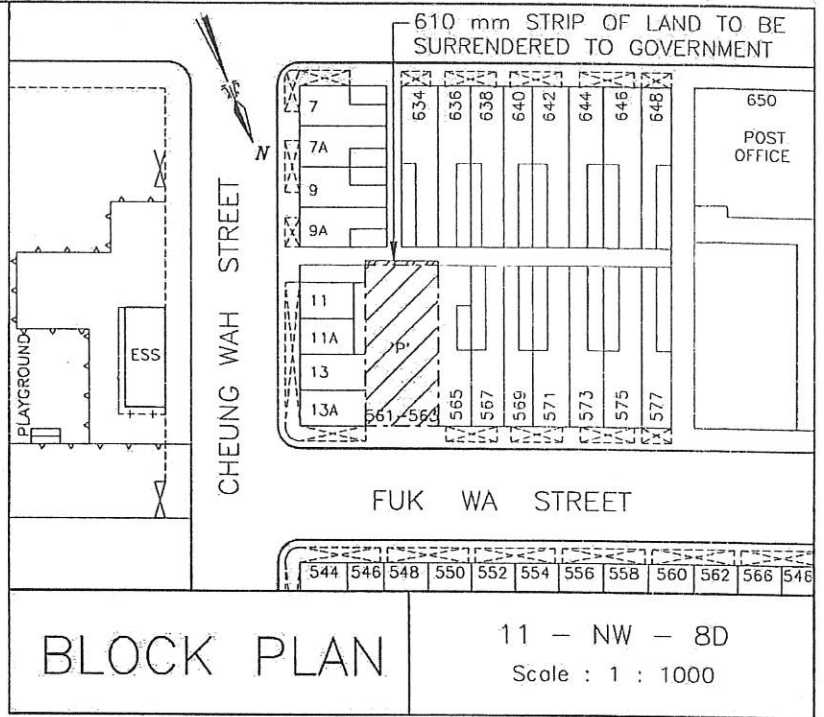 610 mm STRIP OF LAND TO BE
SURRENDERED TO GOVERNMENT
N
CHEUNG WAH STREET
7
7A
9
9A
11
11A
13
13A
634
636
638
640
642
644
646
648
650
POST
OFFICE
PLAYGROUND
ESS
'P'
561-563
565
567
569
571
573
575
577
FUK WA STREET
544 546 548 550 552 554 556 558 560 562 566 546
BLOCK PLAN
11 - NW - 8D
Scale : 1 : 1000